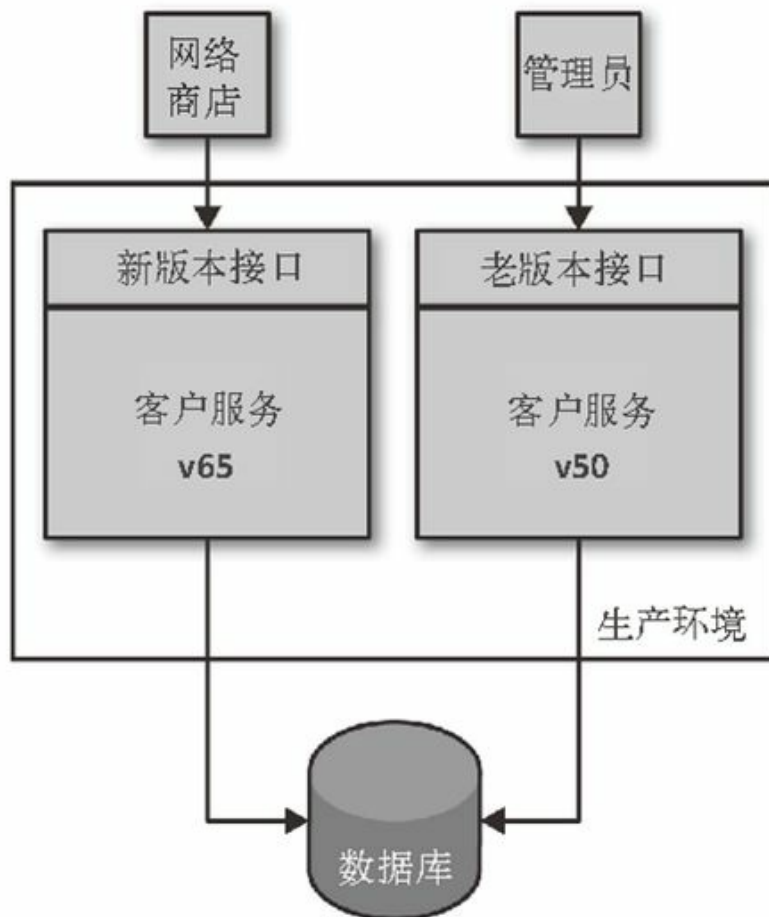 网络
商店
管理员
新版本接口
老版本接口
客户服务
v65
客户服务
v50
生产环境
数据库